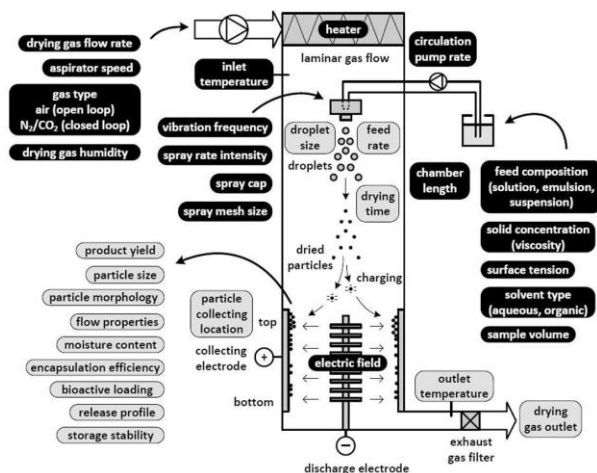 drying gas flow rate
aspirator speed
gas type
air (open loop)
N₂/CO₂ (closed loop)
drying gas humidity
heater
laminar gas flow
inlet
temperature
circulation
pump rate
vibration frequency
spray rate intensity
spray cap
spray mesh size
droplet
size
feed
rate
droplets
drying
time
dried
particles
charging
chamber
length
feed composition
(solution, emulsion,
suspension)
solid concentration
(viscosity)
surface tension
solvent type
(aqueous, organic)
sample volume
product yield
particle size
particle morphology
flow properties
moisture content
encapsulation efficiency
bioactive loading
release profile
storage stability
particle
collecting
location
top
collecting
electrode
+
bottom
electric field
−
discharge electrode
outlet
temperature
exhaust
gas filter
drying
gas outlet